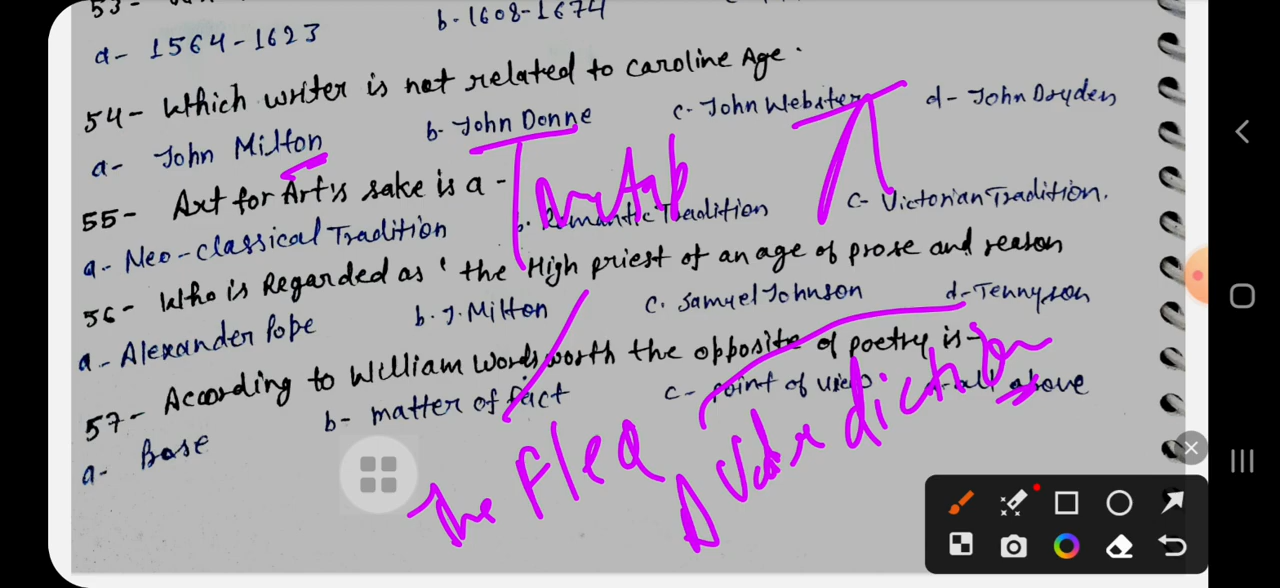 53-
a- 1564-1623 b- 1608-1674
54- Which writer is not related to Caroline Age.
a- John Milton b- John Donne c- John Webster d- John Dryden
55- Art for Art's sake is a -
a- Neo-classical Tradition b. Romantic Tradition c- Victorian Tradition.
56- Who is Regarded as ' the High priest of an age of prose and reason
a- Alexander Pope b. J. Milton c. Samuel Johnson d- Tennyson
57- According to William Wordsworth the opposite of poetry is-
a- Base b- matter of fact c- point of view d- all above
The Flea
A